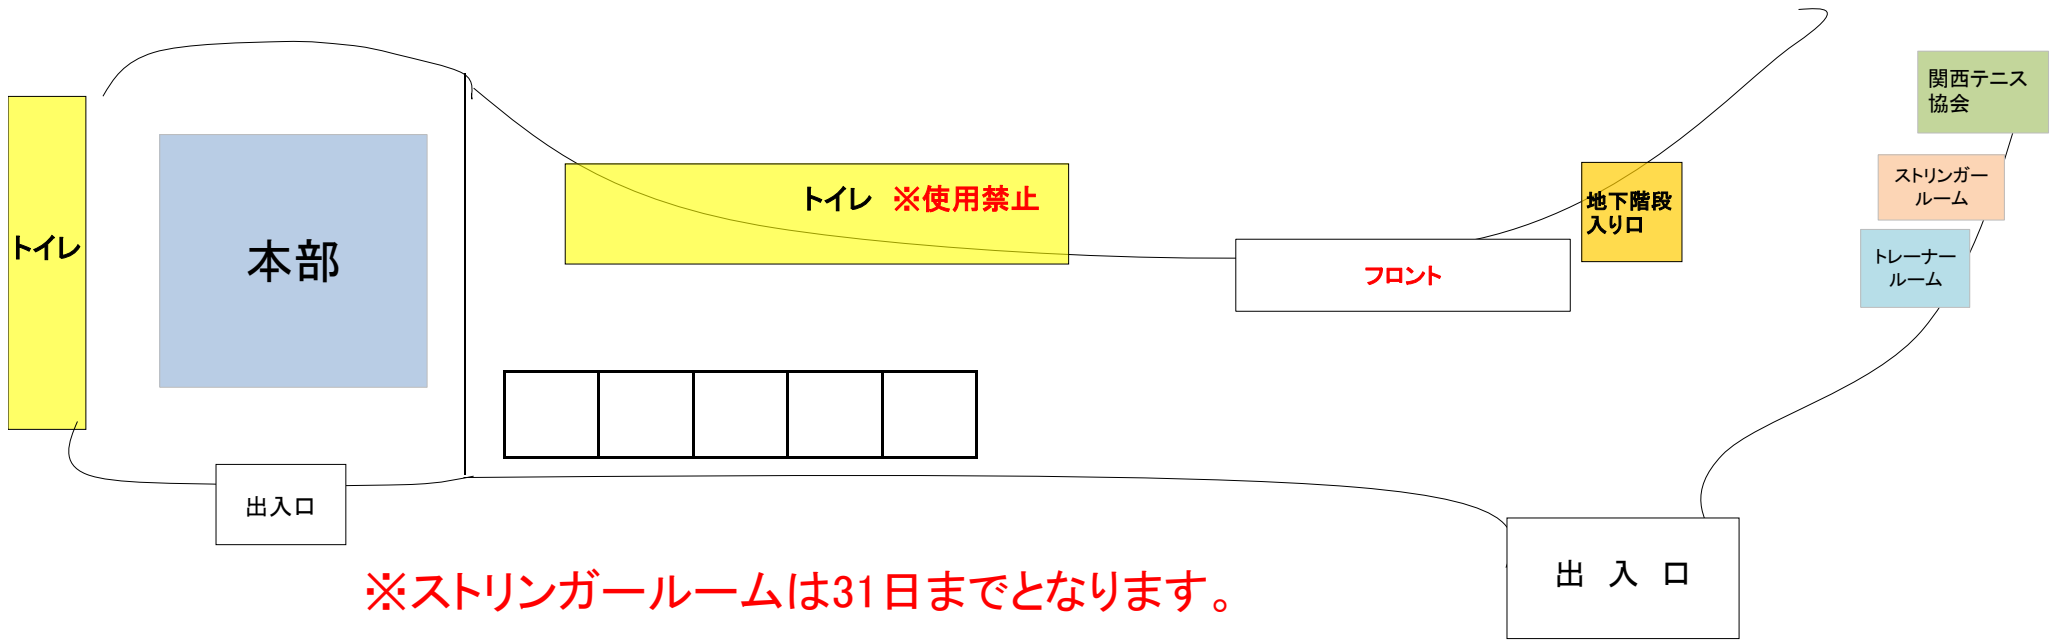 関西テニス
協会
ストリンガー
ルーム
トイレ ※使用禁止
地下階段
入り口
トイレ
本部
フロント
トレーナー
ルーム
出入口
出 入 口
※ストリンガールームは31日までとなります。